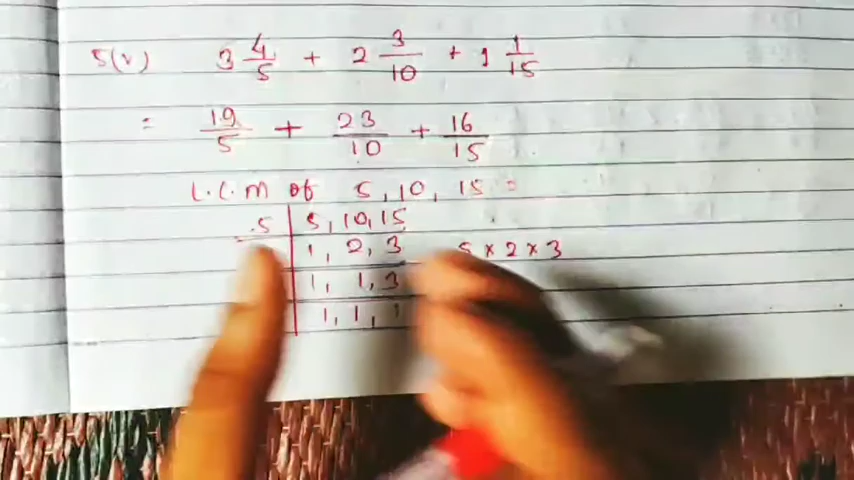 5(v) 3 4/5 + 2 3/10 + 1 1/15
= 19/5 + 23/10 + 16/15
L.C.M of 5, 10, 15 =
5 | 5, 10, 15
1, 2, 3 5 × 2 × 3
1, 1, 3
1, 1, 1